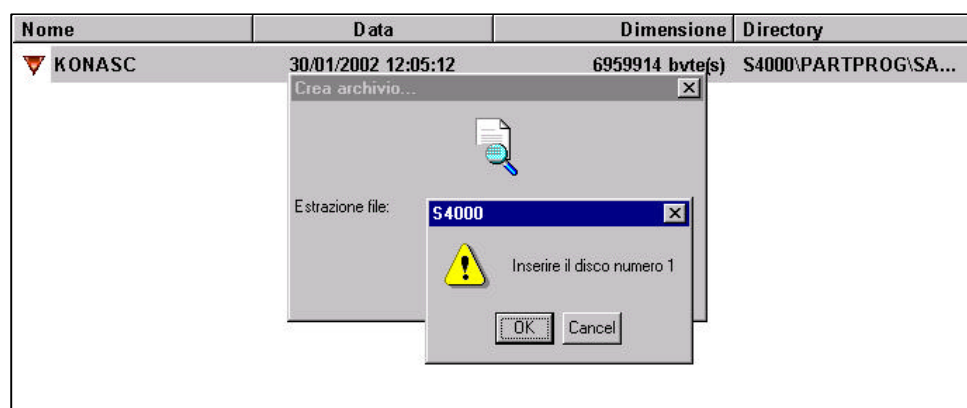 Nome Data Dimensione Directory
KONASC 30/01/2002 12:05:12 6959914 byte(s) S4000\PARTPROG\SA...
Crea archivio...
Estrazione file:
S4000
Inserire il disco numero 1
OK Cancel